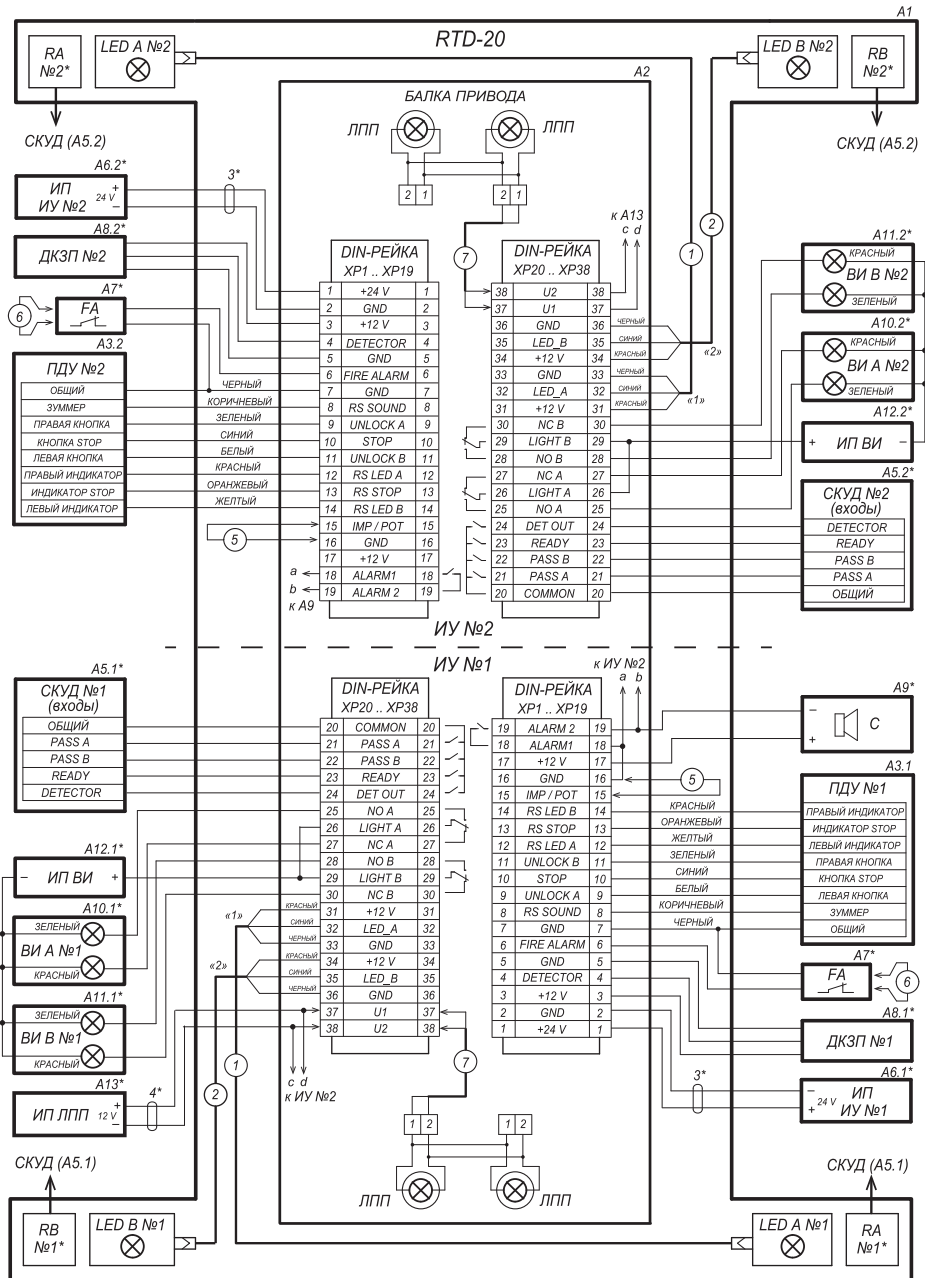 A1
RTD-20
RA №2*
LED A №2
LED B №2
RB №2*
СКУД (A5.2)
СКУД (A5.2)
A2
БАЛКА ПРИВОДА
ЛПП
ЛПП
2 1
2 1
A6.2*
ИП ИУ №2
24 V
+
–
3*
A8.2*
ДКЗП №2
A7*
FA
6
A3.2
ПДУ №2
ОБЩИЙ
ЗУММЕР
ПРАВАЯ КНОПКА
КНОПКА STOP
ЛЕВАЯ КНОПКА
ПРАВЫЙ ИНДИКАТОР
ИНДИКАТОР STOP
ЛЕВЫЙ ИНДИКАТОР
ЧЕРНЫЙ
КОРИЧНЕВЫЙ
ЗЕЛЕНЫЙ
СИНИЙ
БЕЛЫЙ
КРАСНЫЙ
ОРАНЖЕВЫЙ
ЖЕЛТЫЙ
5
a
b
к A9
DIN-РЕЙКА
XP1 .. XP19
1 +24 V 1
2 GND 2
3 +12 V 3
4 DETECTOR 4
5 GND 5
6 FIRE ALARM 6
7 GND 7
8 RS SOUND 8
9 UNLOCK A 9
10 STOP 10
11 UNLOCK B 11
12 RS LED A 12
13 RS STOP 13
14 RS LED B 14
15 IMP / POT 15
16 GND 16
17 +12 V 17
18 ALARM1 18
19 ALARM 2 19
7
DIN-РЕЙКА
XP20 .. XP38
38 U2 38
37 U1 37
36 GND 36
35 LED_B 35
34 +12 V 34
33 GND 33
32 LED_A 32
31 +12 V 31
30 NC B 30
29 LIGHT B 29
28 NO B 28
27 NC A 27
26 LIGHT A 26
25 NO A 25
24 DET OUT 24
23 READY 23
22 PASS B 22
21 PASS A 21
20 COMMON 20
к A13
c d
1
2
ЧЕРНЫЙ
СИНИЙ
КРАСНЫЙ
«2»
ЧЕРНЫЙ
СИНИЙ
КРАСНЫЙ
«1»
A11.2*
КРАСНЫЙ
ВИ B №2
ЗЕЛЕНЫЙ
A10.2*
КРАСНЫЙ
ВИ A №2
ЗЕЛЕНЫЙ
A12.2*
+ ИП ВИ –
A5.2*
СКУД №2
(входы)
DETECTOR
READY
PASS B
PASS A
ОБЩИЙ
ИУ №2
ИУ №1
A5.1*
СКУД №1
(входы)
ОБЩИЙ
PASS A
PASS B
READY
DETECTOR
A12.1*
– ИП ВИ +
A10.1*
ЗЕЛЕНЫЙ
ВИ A №1
КРАСНЫЙ
A11.1*
ЗЕЛЕНЫЙ
ВИ B №1
КРАСНЫЙ
A13*
ИП ЛПП 12 V
+
–
4*
«1»
КРАСНЫЙ
СИНИЙ
ЧЕРНЫЙ
«2»
КРАСНЫЙ
СИНИЙ
ЧЕРНЫЙ
2
1
c d
к ИУ №2
DIN-РЕЙКА
XP20 .. XP38
20 COMMON 20
21 PASS A 21
22 PASS B 22
23 READY 23
24 DET OUT 24
25 NO A 25
26 LIGHT A 26
27 NC A 27
28 NO B 28
29 LIGHT B 29
30 NC B 30
31 +12 V 31
32 LED_A 32
33 GND 33
34 +12 V 34
35 LED_B 35
36 GND 36
37 U1 37
38 U2 38
7
к ИУ №2
a b
DIN-РЕЙКА
XP1 .. XP19
19 ALARM 2 19
18 ALARM1 18
17 +12 V 17
16 GND 16
15 IMP / POT 15
14 RS LED B 14
13 RS STOP 13
12 RS LED A 12
11 UNLOCK B 11
10 STOP 10
9 UNLOCK A 9
8 RS SOUND 8
7 GND 7
6 FIRE ALARM 6
5 GND 5
4 DETECTOR 4
3 +12 V 3
2 GND 2
1 +24 V 1
5
КРАСНЫЙ
ОРАНЖЕВЫЙ
ЖЕЛТЫЙ
ЗЕЛЕНЫЙ
СИНИЙ
БЕЛЫЙ
КОРИЧНЕВЫЙ
ЧЕРНЫЙ
A9*
–
+
C
A3.1
ПДУ №1
ПРАВЫЙ ИНДИКАТОР
ИНДИКАТОР STOP
ЛЕВЫЙ ИНДИКАТОР
ПРАВАЯ КНОПКА
КНОПКА STOP
ЛЕВАЯ КНОПКА
ЗУММЕР
ОБЩИЙ
A7*
FA
6
A8.1*
ДКЗП №1
A6.1*
3*
–
+
24 V
ИП ИУ №1
1 2
1 2
ЛПП
ЛПП
СКУД (A5.1)
СКУД (A5.1)
RB №1*
LED B №1
LED A №1
RA №1*